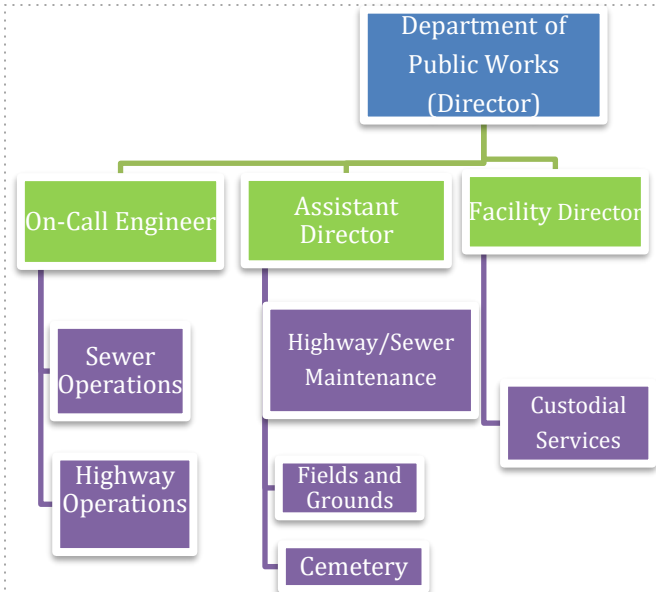 Department of
Public Works
(Director)
On-Call Engineer
Assistant
Director
Facility Director
Sewer
Operations
Highway
Operations
Highway/Sewer
Maintenance
Fields and
Grounds
Cemetery
Custodial
Services